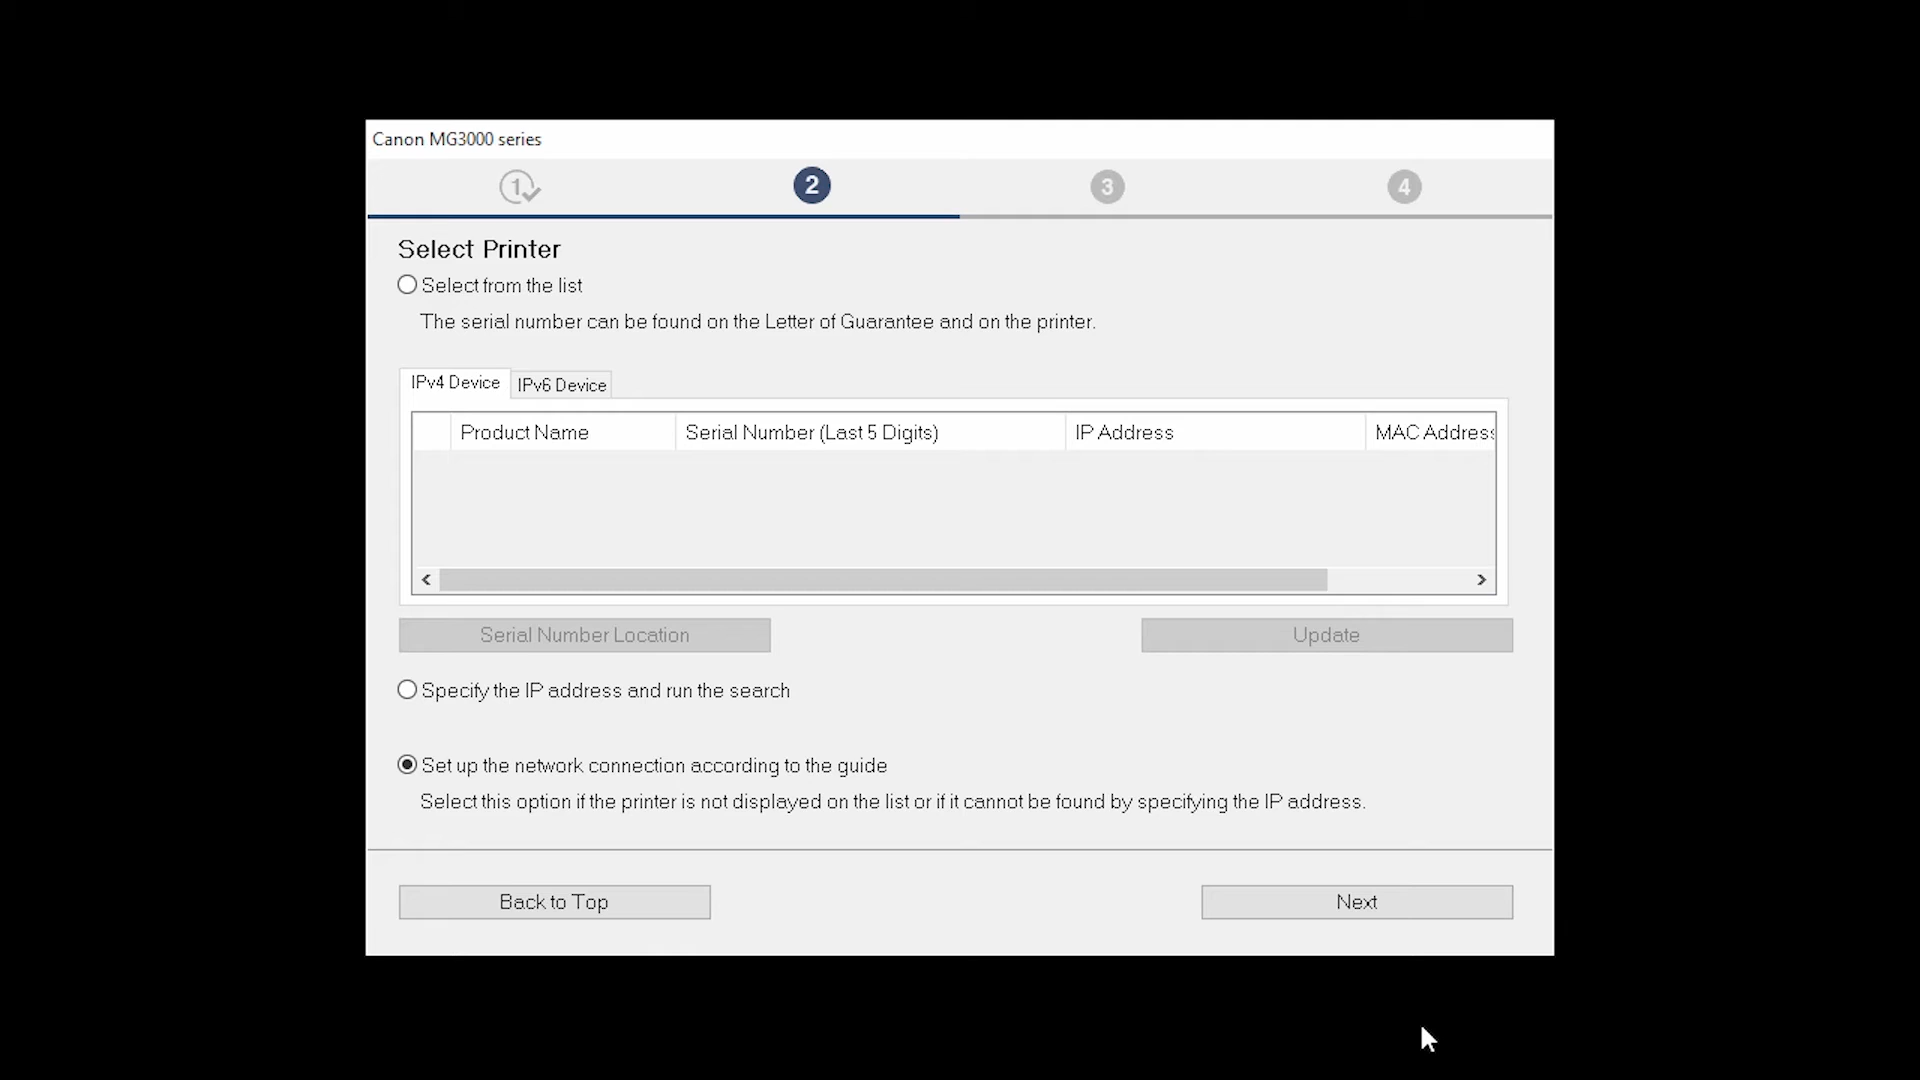 Canon MG3000 series
1 2 3 4
Select Printer
Select from the list
The serial number can be found on the Letter of Guarantee and on the printer.
IPv4 Device IPv6 Device
Product Name Serial Number (Last 5 Digits) IP Address MAC Address
Serial Number Location Update
Specify the IP address and run the search
Set up the network connection according to the guide
Select this option if the printer is not displayed on the list or if it cannot be found by specifying the IP address.
Back to Top Next